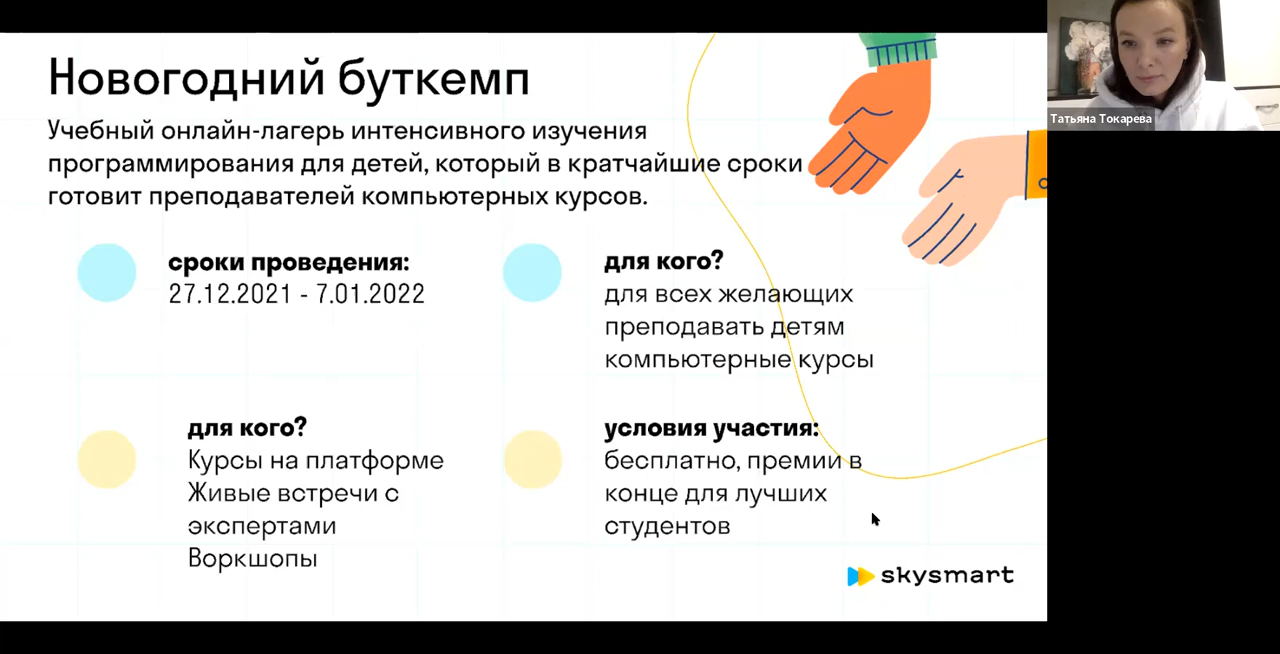 Новогодний буткемп
Учебный онлайн-лагерь интенсивного изучения
программирования для детей, который в кратчайшие сроки
готовит преподавателей компьютерных курсов.
сроки проведения:
27.12.2021 - 7.01.2022
для кого?
для всех желающих
преподавать детям
компьютерные курсы
для кого?
Курсы на платформе
Живые встречи с
экспертами
Воркшопы
условия участия:
бесплатно, премии в
конце для лучших
студентов
skysmart
Татьяна Токарева